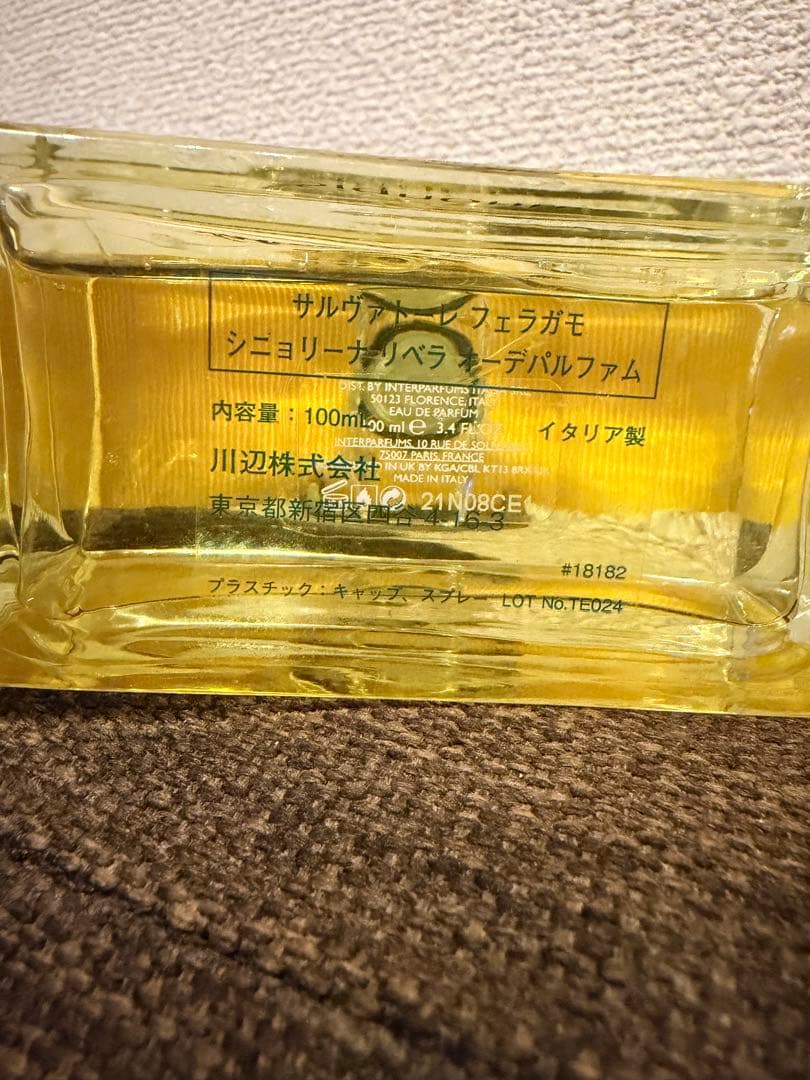 サルヴァトーレ フェラガモ
シニョリーナ リベラ オーデパルファム
DIST. BY INTERPARFUMS ITALIA SRL
50123 FLORENCE, ITALY
EAU DE PARFUM
内容量：100mL
100 ml e 3.4 FL.OZ
イタリア製
INTERPARFUMS, 10 RUE DE
75007 PARIS, FRANCE
川辺株式会社
IN UK BY KGA/CBL KT13
MADE IN ITALY
21N08CE
東京都新宿区四谷4-16-3
#18182
プラスチック：キャップ、スプレー LOT No.TE024